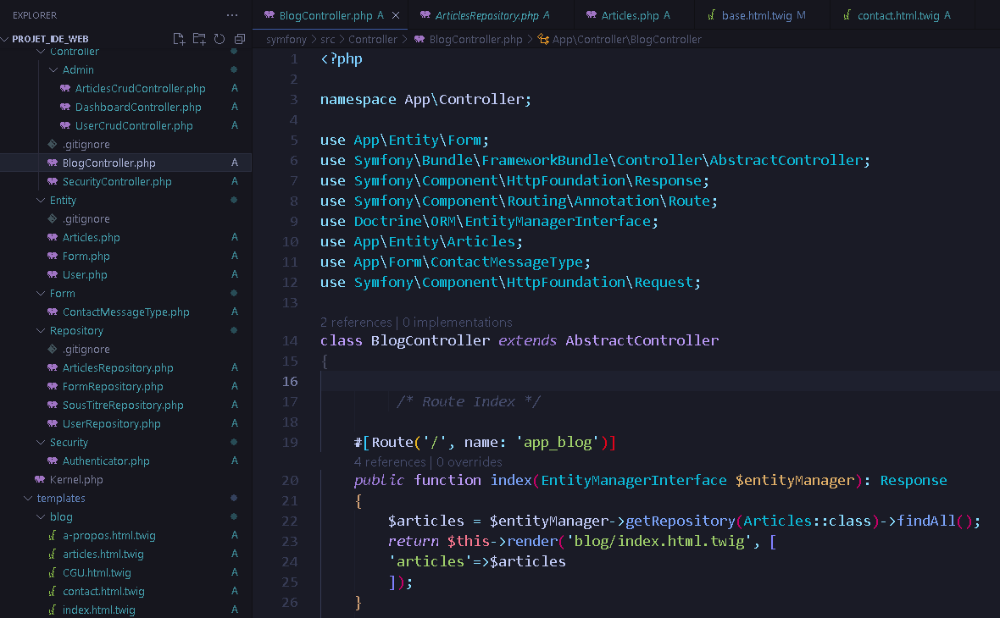 EXPLORER
PROJET_IDE_WEB
Controller
Admin
ArticlesCrudController.php A
DashboardController.php A
UserCrudController.php A
.gitignore
BlogController.php A
SecurityController.php A
Entity
.gitignore
Articles.php A
Form.php A
User.php A
Form
ContactMessageType.php A
Repository
.gitignore
ArticlesRepository.php A
FormRepository.php A
SousTitreRepository.php A
UserRepository.php A
Security
Authenticator.php A
Kernel.php
templates
blog
a-propos.html.twig A
articles.html.twig A
CGU.html.twig A
contact.html.twig A
index.html.twig A
BlogController.php A
ArticlesRepository.php A
Articles.php A
base.html.twig M
contact.html.twig A
symfony > src > Controller > BlogController.php > App\Controller\BlogController
1 <?php
2
3 namespace App\Controller;
4
5 use App\Entity\Form;
6 use Symfony\Bundle\FrameworkBundle\Controller\AbstractController;
7 use Symfony\Component\HttpFoundation\Response;
8 use Symfony\Component\Routing\Annotation\Route;
9 use Doctrine\ORM\EntityManagerInterface;
10 use App\Entity\Articles;
11 use App\Form\ContactMessageType;
12 use Symfony\Component\HttpFoundation\Request;
13
2 references | 0 implementations
14 class BlogController extends AbstractController
15 {
16
17 /* Route Index */
18
19 #[Route('/', name: 'app_blog')]
4 references | 0 overrides
20 public function index(EntityManagerInterface $entityManager): Response
21 {
22 $articles = $entityManager->getRepository(Articles::class)->findAll();
23 return $this->render('blog/index.html.twig', [
24 'articles'=>$articles
25 ]);
26 }